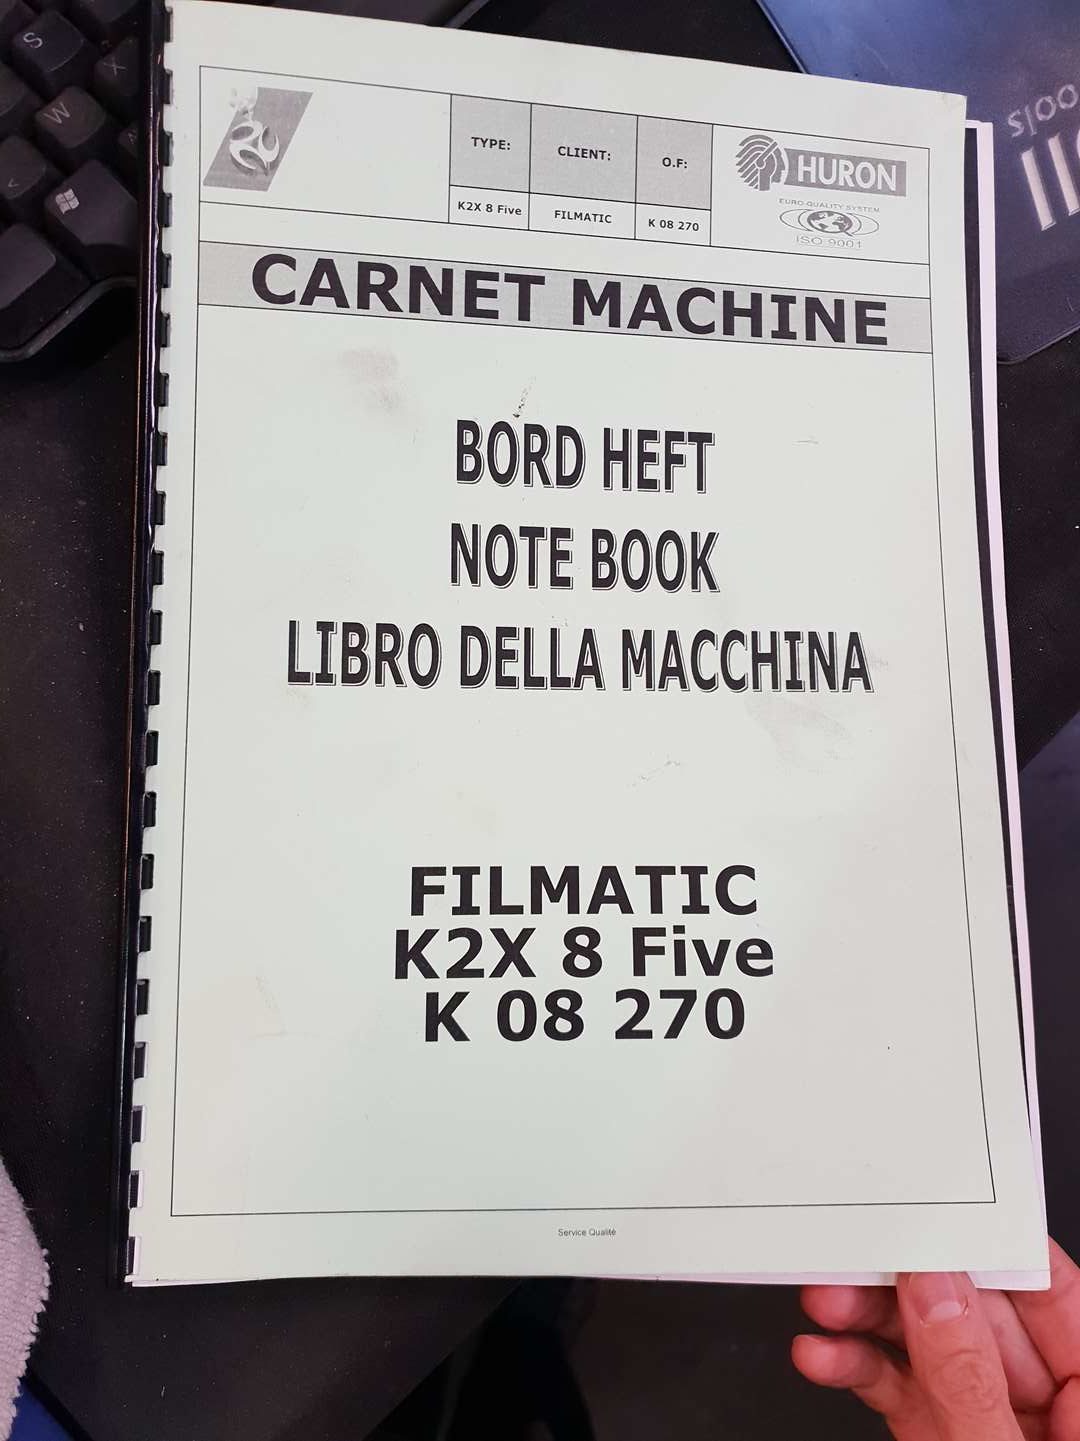 TYPE:
CLIENT:
O.F:
K2X 8 Five
FILMATIC
K 08 270
HURON
EURO-QUALITY SYSTEM
ISO 9001
CARNET MACHINE
BORD HEFT
NOTE BOOK
LIBRO DELLA MACCHINA
FILMATIC
K2X 8 Five
K 08 270
Service Qualité
S
X
W